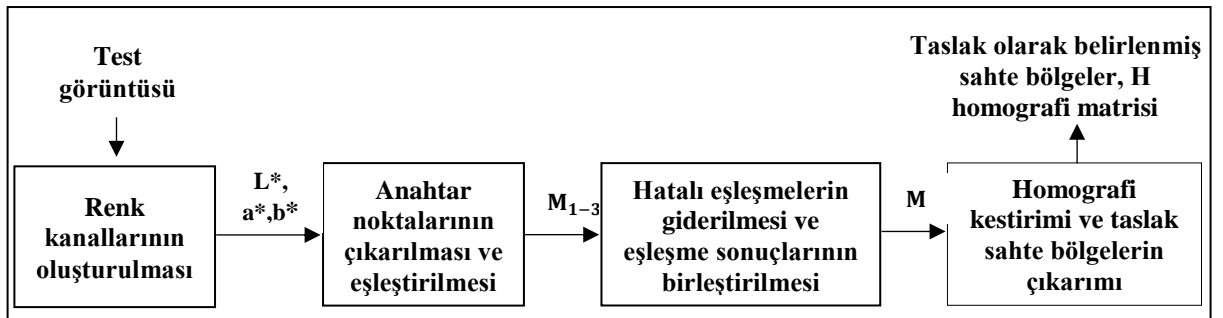 Test
görüntüsü
Renk
kanallarının
oluşturulması
L*,
a*,b*
Anahtar
noktalarının
çıkarılması ve
eşleştirilmesi
M₁₋₃
Hatalı eşleşmelerin
giderilmesi ve
eşleşme sonuçlarının
birleştirilmesi
M
Homografi
kestirimi ve taslak
sahte bölgelerin
çıkarımı
Taslak olarak belirlenmiş
sahte bölgeler, H
homografi matrisi